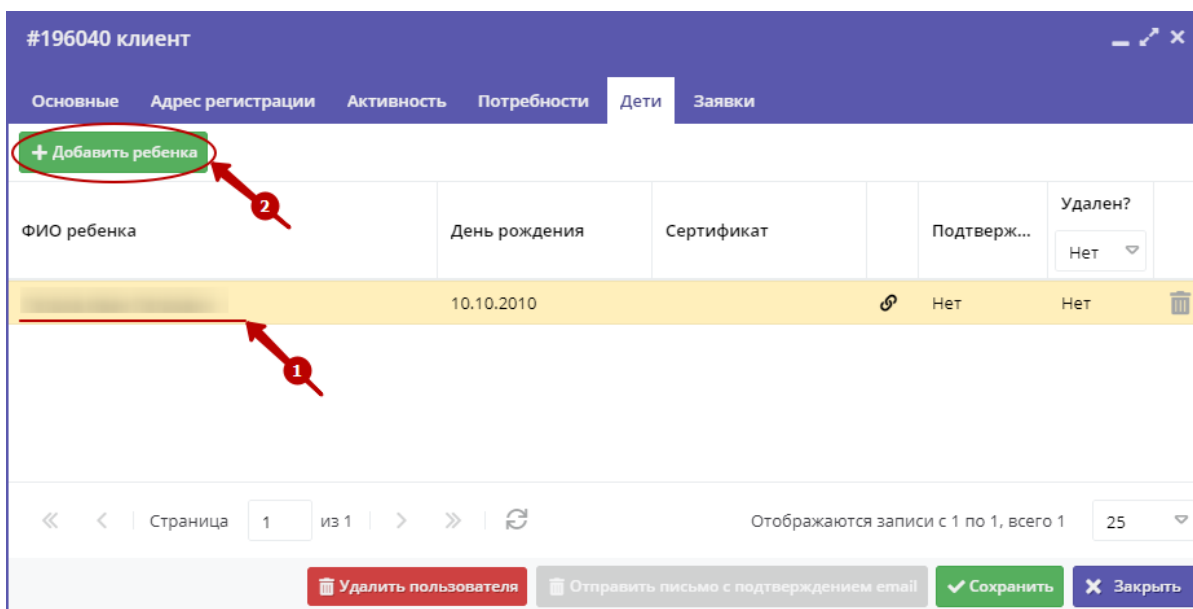 #196040 клиент
Основные Адрес регистрации Активность Потребности Дети Заявки
+ Добавить ребенка
2
ФИО ребенка День рождения Сертификат Подтверж... Удален?
Нет
10.10.2010 Нет Нет
1
Страница 1 из 1 Отображаются записи с 1 по 1, всего 1 25
Удалить пользователя Отправить письмо с подтверждением email Сохранить Закрыть